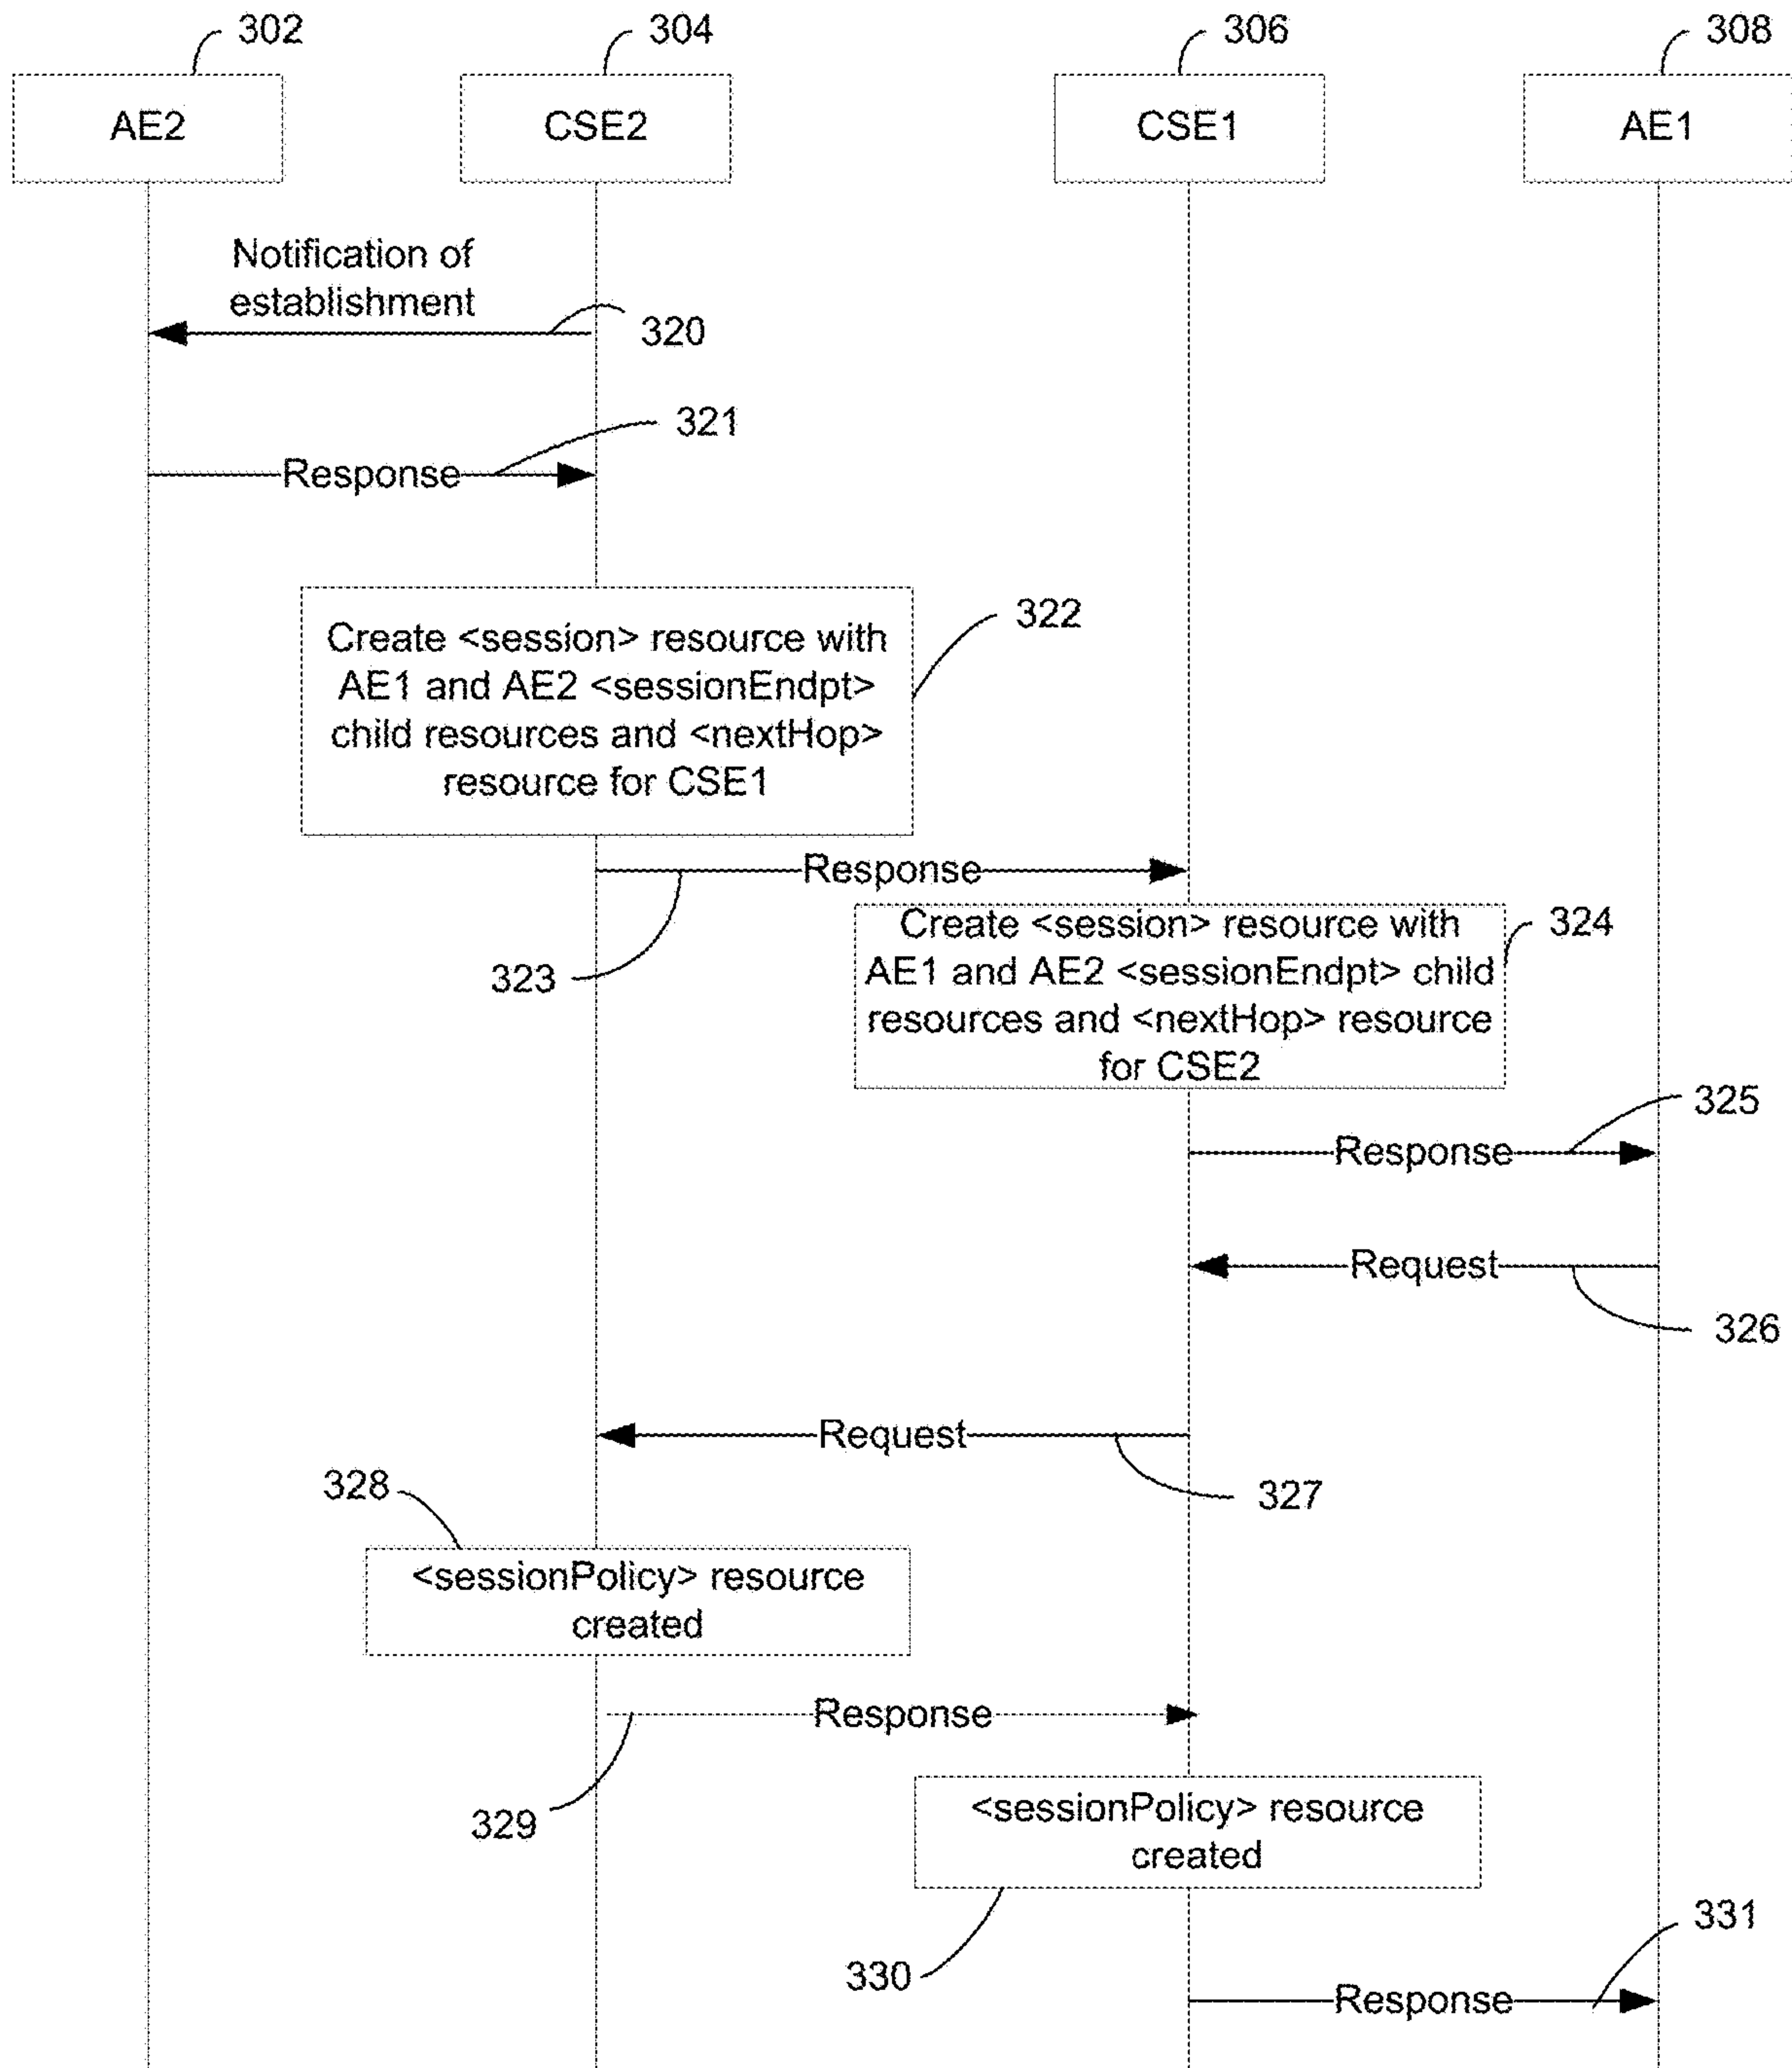 302
304
306
308
AE2
CSE2
CSE1
AE1
Notification of
establishment
320
321
Response
322
Create <session> resource with
AE1 and AE2 <sessionEndpt>
child resources and <nextHop>
resource for CSE1
Response
323
324
Create <session> resource with
AE1 and AE2 <sessionEndpt> child
resources and <nextHop> resource
for CSE2
325
Response
Request
326
Request
327
328
<sessionPolicy> resource
created
Response
329
<sessionPolicy> resource
created
330
331
Response